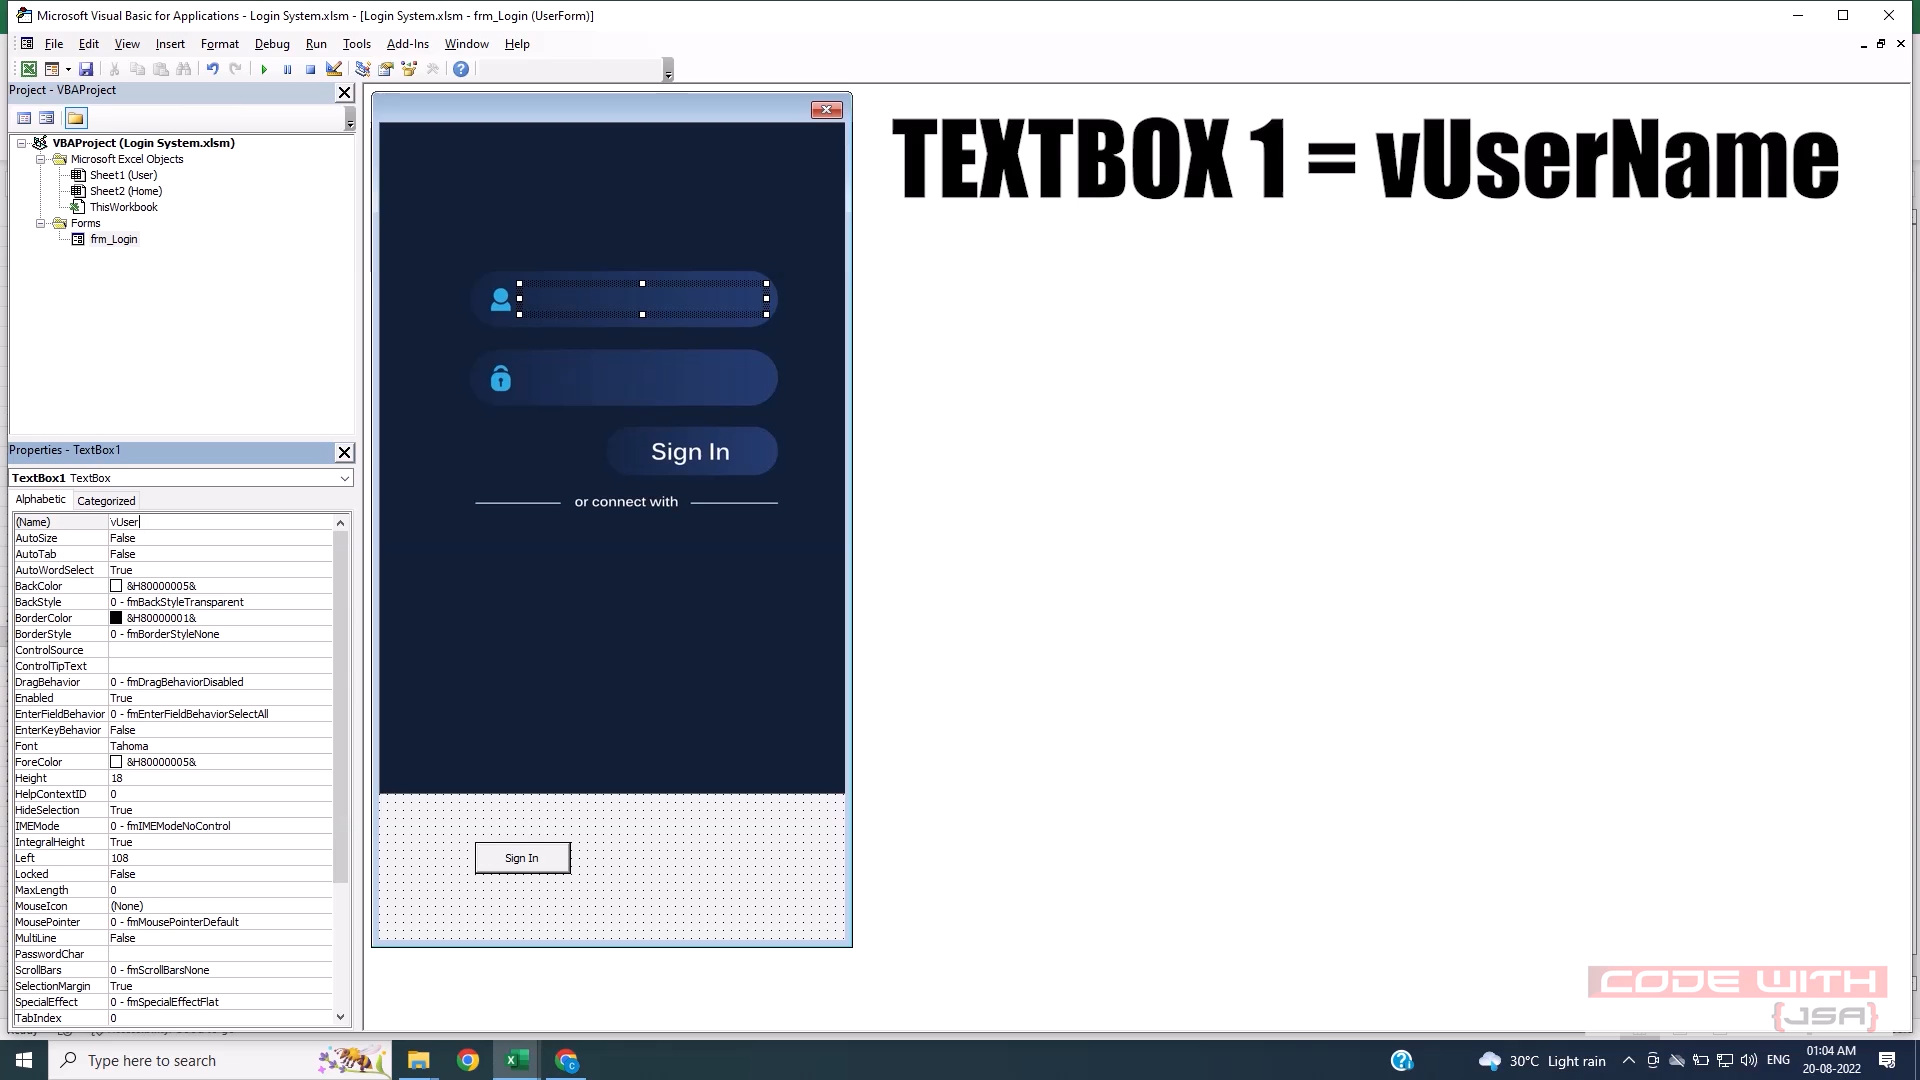 Microsoft Visual Basic for Applications - Login System.xlsm - [Login System.xlsm - frm_Login (UserForm)]
File Edit View Insert Format Debug Run Tools Add-Ins Window Help
Project - VBAProject
VBAProject (Login System.xlsm)
Microsoft Excel Objects
Sheet1 (User)
Sheet2 (Home)
ThisWorkbook
Forms
frm_Login
TEXTBOX 1 = vUserName
Sign In
or connect with
Sign In
Properties - TextBox1
TextBox1 TextBox
Alphabetic Categorized
(Name) vUser
AutoSize False
AutoTab False
AutoWordSelect True
BackColor &H80000005&
BackStyle 0 - fmBackStyleTransparent
BorderColor &H80000001&
BorderStyle 0 - fmBorderStyleNone
ControlSource
ControlTipText
DragBehavior 0 - fmDragBehaviorDisabled
Enabled True
EnterFieldBehavior 0 - fmEnterFieldBehaviorSelectAll
EnterKeyBehavior False
Font Tahoma
ForeColor &H80000005&
Height 18
HelpContextID 0
HideSelection True
IMEMode 0 - fmIMEModeNoControl
IntegralHeight True
Left 108
Locked False
MaxLength 0
MouseIcon (None)
MousePointer 0 - fmMousePointerDefault
MultiLine False
PasswordChar
ScrollBars 0 - fmScrollBarsNone
SelectionMargin True
SpecialEffect 0 - fmSpecialEffectFlat
TabIndex 0
CODE WITH
{JSA}
Type here to search
30°C Light rain
ENG
01:04 AM
20-08-2022